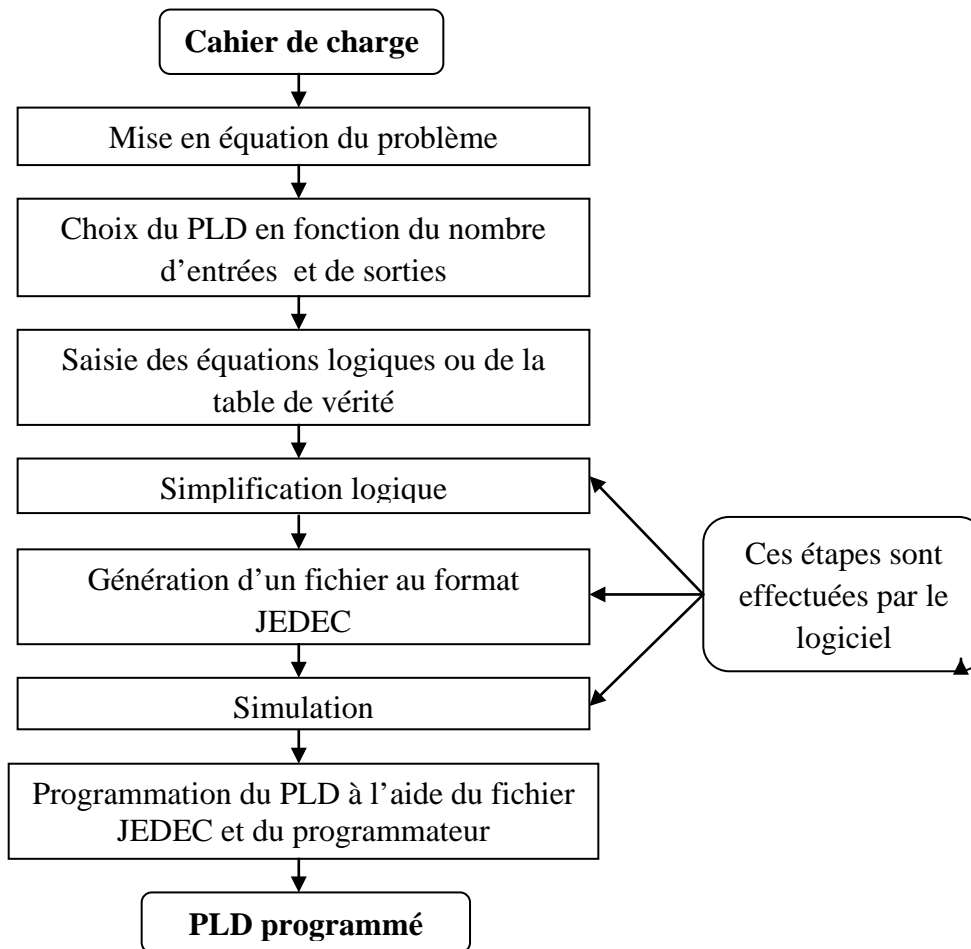 Cahier de charge
Mise en équation du problème
Choix du PLD en fonction du nombre
d’entrées et de sorties
Saisie des équations logiques ou de la
table de vérité
Simplification logique
Génération d’un fichier au format
JEDEC
Simulation
Programmation du PLD à l’aide du fichier
JEDEC et du programmateur
PLD programmé
Ces étapes sont
effectuées par le
logiciel